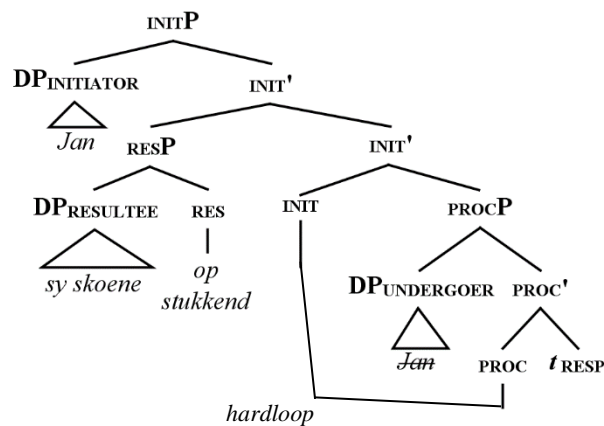 INITP
DPINITIATOR INIT'
Jan
RESP INIT'
DPRESULTEE RES INIT PROCP
sy skoene op
stukkend
DPUNDERGOER PROC'
Jan
PROC t RESP
hardloop